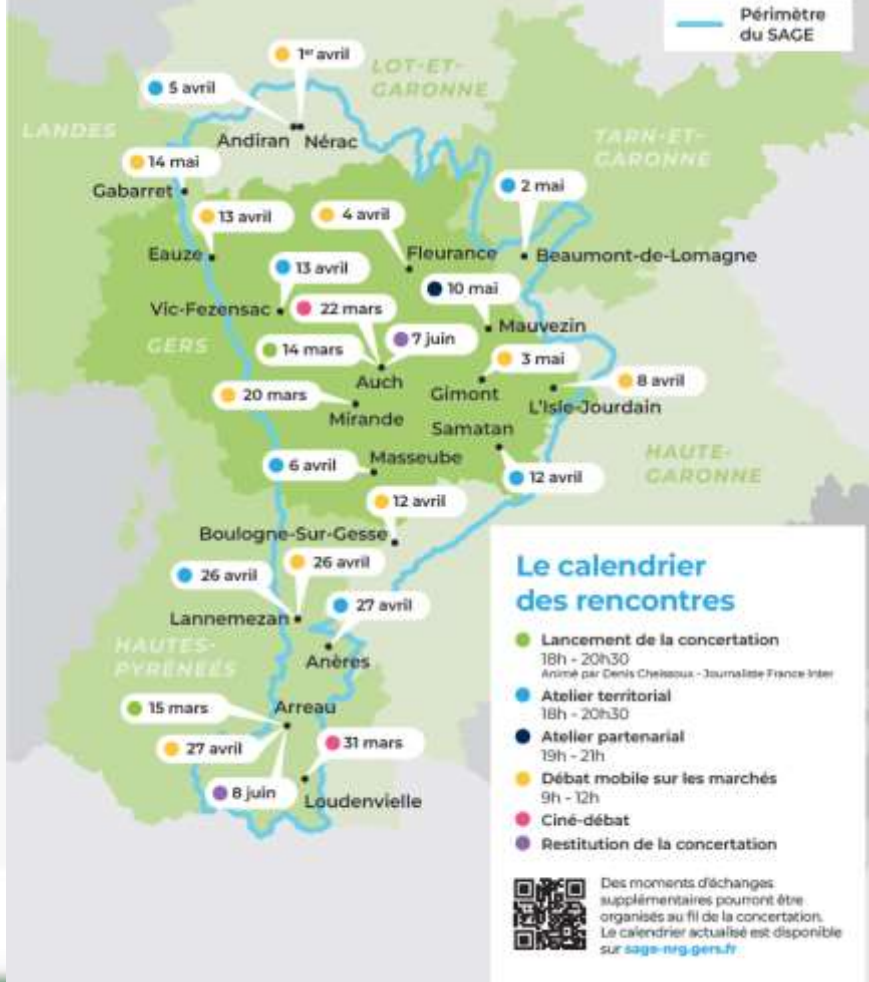 Périmètre
du SAGE
1er avril
LOT-ET-
GARONNE
5 avril
LANDES
Andiran
Nérac
TARN-ET-
GARONNE
14 mai
Gabarret
2 mai
13 avril
4 avril
Eauze
Fleurance
Beaumont-de-Lomagne
13 avril
10 mai
Vic-Fezensac
22 mars
Mauvezin
GERS
14 mars
7 juin
3 mai
Auch
8 avril
20 mars
Gimont
L'Isle-Jourdain
Mirande
Samatan
Masseube
HAUTE-
GARONNE
6 avril
12 avril
12 avril
Boulogne-Sur-Gesse
26 avril
26 avril
27 avril
Lannemezan
HAUTES-
PYRÉNÉES
Anères
15 mars
Arreau
31 mars
27 avril
8 juin
Loudenvielle
Le calendrier
des rencontres
Lancement de la concertation
18h - 20h30
Animé par Denis Cheissoux - Journaliste France Inter
Atelier territorial
18h - 20h30
Atelier partenarial
19h - 21h
Débat mobile sur les marchés
9h - 12h
Ciné-débat
Restitution de la concertation
Des moments d'échanges
supplémentaires pourront être
organisés au fil de la concertation.
Le calendrier actualisé est disponible
sur sage-nrg.gers.fr